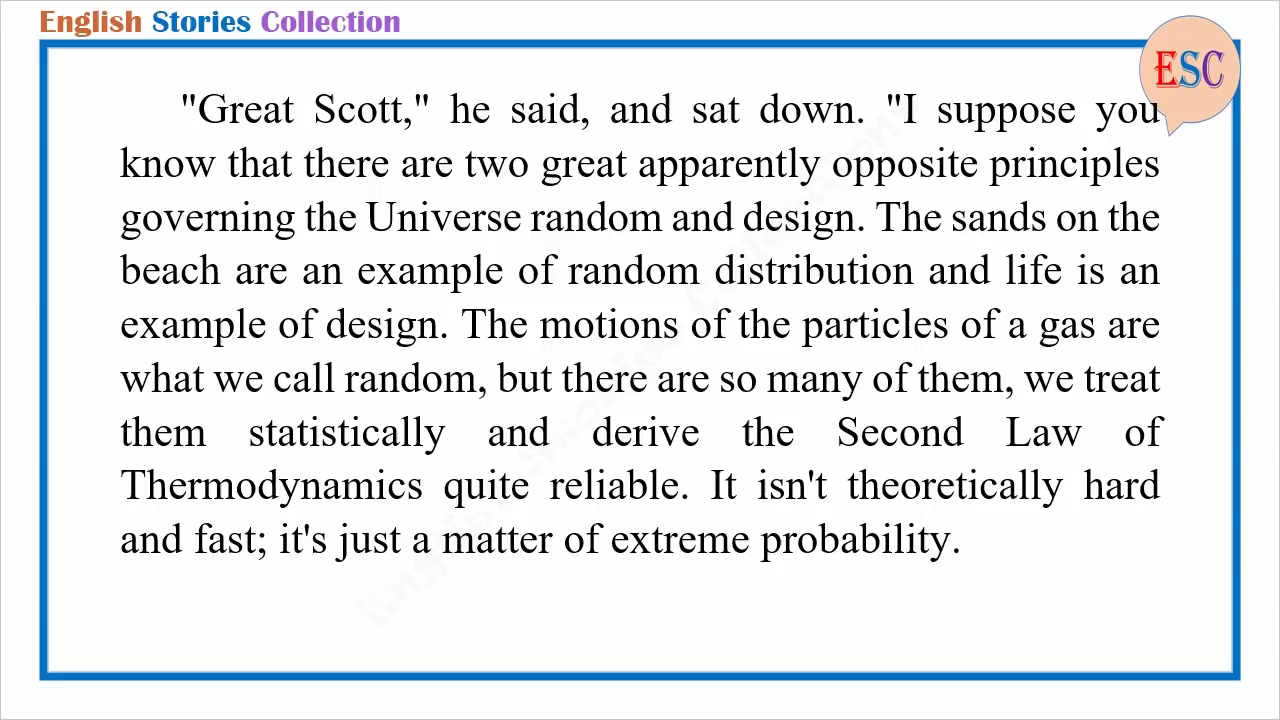 English Stories Collection
ESC
"Great Scott," he said, and sat down. "I suppose you
know that there are two great apparently opposite principles
governing the Universe random and design. The sands on the
beach are an example of random distribution and life is an
example of design. The motions of the particles of a gas are
what we call random, but there are so many of them, we treat
them statistically and derive the Second Law of
Thermodynamics quite reliable. It isn't theoretically hard
and fast; it's just a matter of extreme probability.